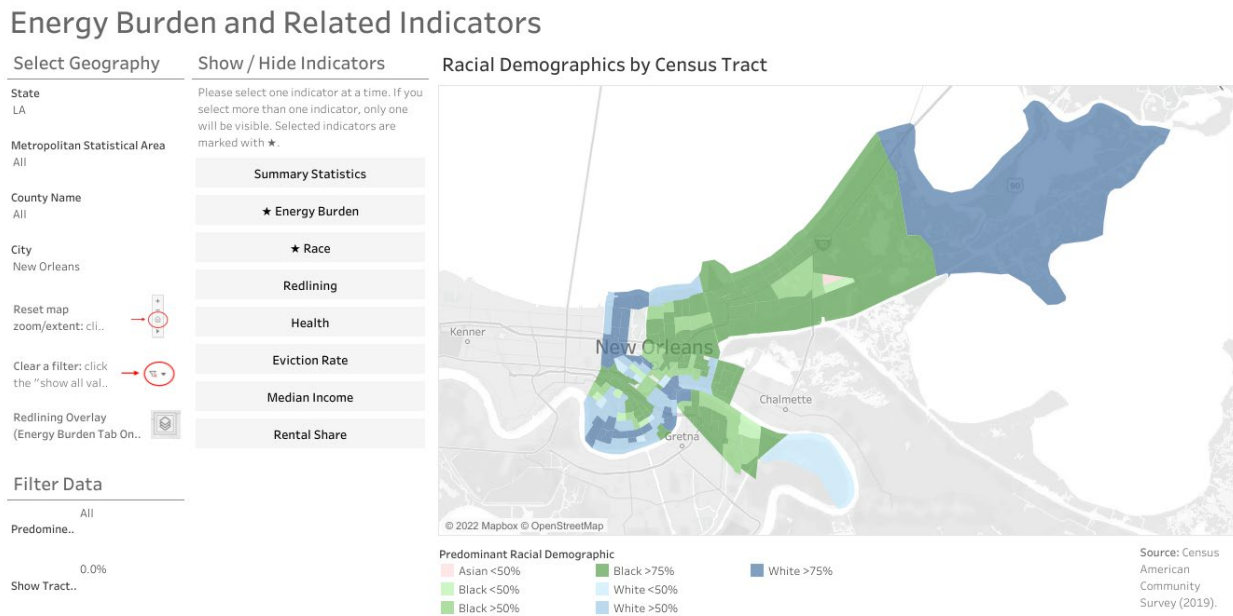 Energy Burden and Related Indicators
Select Geography
State
LA
Metropolitan Statistical Area
All
County Name
All
City
New Orleans
Reset map
zoom/extent: cli..
Clear a filter: click
the "show all val..
Redlining Overlay
(Energy Burden Tab On..
Filter Data
All
Predomine..
0.0%
Show Tract..
Show / Hide Indicators
Please select one indicator at a time. If you
select more than one indicator, only one
will be visible. Selected indicators are
marked with ★.
Summary Statistics
★ Energy Burden
★ Race
Redlining
Health
Eviction Rate
Median Income
Rental Share
Racial Demographics by Census Tract
90
Kenner
New Orleans
Chalmette
Gretna
© 2022 Mapbox © OpenStreetMap
Predominant Racial Demographic
Asian <50%
Black <50%
Black >50%
Black >75%
White <50%
White >50%
White >75%
Source: Census
American
Community
Survey (2019).